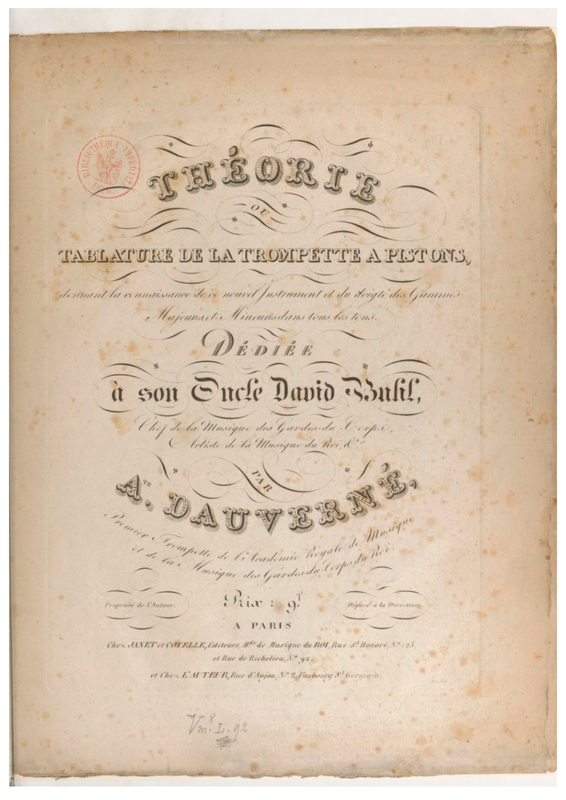 3
BIBLIOTHÈQUE IMPÉRIALE
THÉORIE
OU
TABLATURE DE LA TROMPETTE A PISTONS,
donnant la connaissance de ce nouvel Instrument et du doigté des Gammes
Majeures et Mineures dans tous les tons.
DÉDIÉE
à son Oncle David Buhl,
Chef de la Musique des Gardes-du-Corps,
Artiste de la Musique du Roi, &.
PAR
A. DAUVERNÉ,
Premier Trompette de l'Académie Royale de Musique
et de la Musique des Gardes-du-Corps du Roi.
Propriété de l'Auteur. Prix : 9f Déposé à la Direction.
A PARIS
Chez JANET et COTELLE, Editeurs, Mds de Musique du ROI, Rue St Honoré, No 123,
et Rue de Richelieu, No 92
et Chez L'AUTEUR, Rue d'Anjou, No 2, Faubourg St Germain.
Vm8. 92